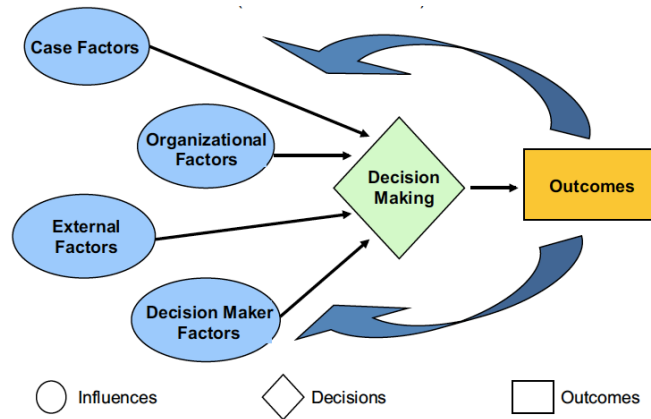 Case Factors
Organizational
Factors
External
Factors
Decision Maker
Factors
Decision
Making
Outcomes
Influences
Decisions
Outcomes